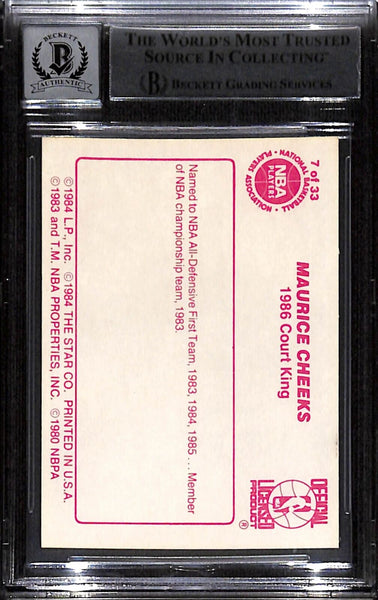 BECKETT
B
AUTHENTIC
THE WORLD'S MOST TRUSTED
SOURCE IN COLLECTING
B BECKETT GRADING SERVICES
7 of 33
NATIONAL BASKETBALL
NBA
PLAYERS
PLAYERS ASSOCIATION
MAURICE CHEEKS
1986 Court King
OFFICIAL
LICENSED
PRODUCT
®
Named to NBA All-Defensive First Team, 1983, 1984, 1985 . . . Member
of NBA championship team, 1983.
©1984 L.P., Inc. ©1984 THE STAR CO. PRINTED IN U.S.A.
©1983 and T.M. NBA PROPERTIES, INC. ©1980 NBPA